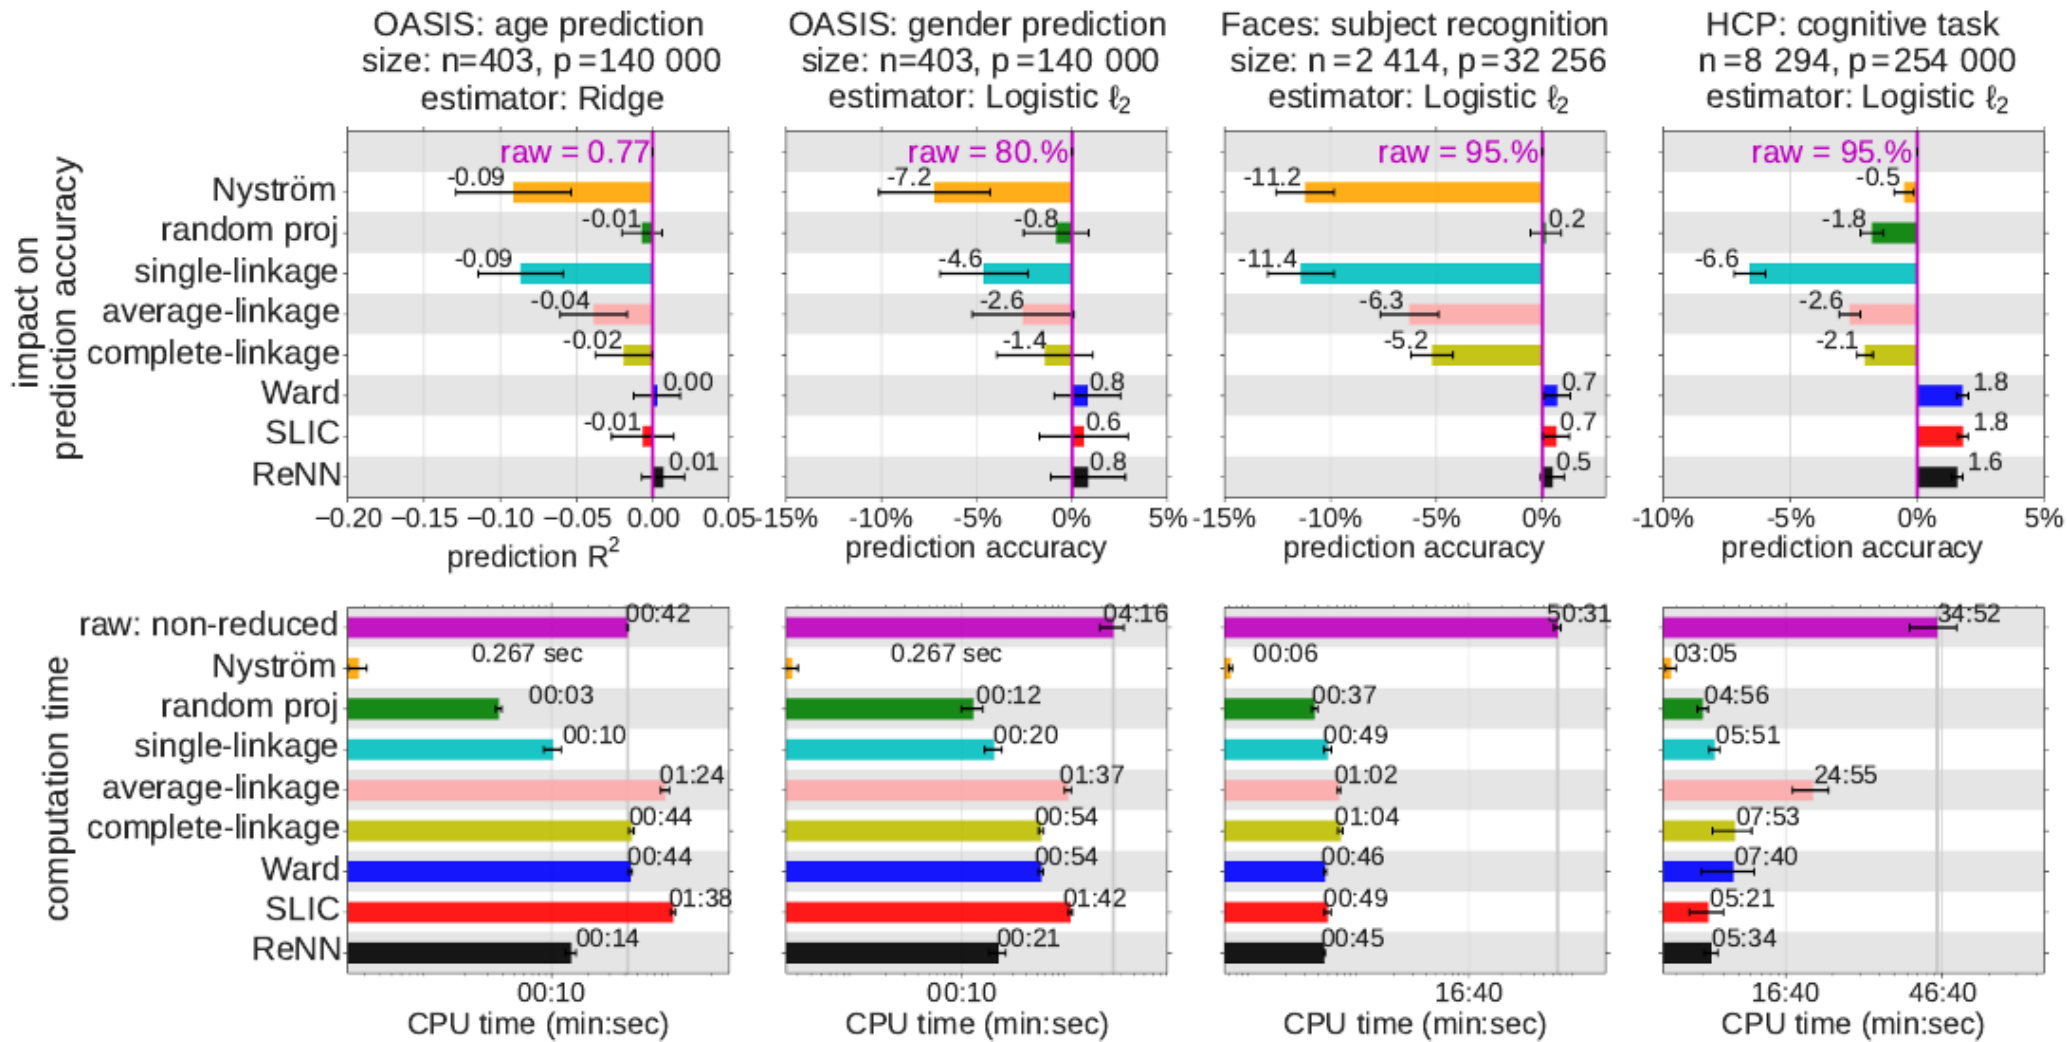 OASIS: age prediction
size: n=403, p=140 000
estimator: Ridge
OASIS: gender prediction
size: n=403, p=140 000
estimator: Logistic ℓ₂
Faces: subject recognition
size: n=2 414, p=32 256
estimator: Logistic ℓ₂
HCP: cognitive task
n=8 294, p=254 000
estimator: Logistic ℓ₂
impact on
prediction accuracy
Nyström
random proj
single-linkage
average-linkage
complete-linkage
Ward
SLIC
ReNN
raw = 0.77
-0.09
-0.01
-0.09
-0.04
-0.02
0.00
-0.01
0.01
−0.20 −0.15 −0.10 −0.05 0.00 0.05
prediction R²
raw = 80.%
-7.2
-0.8
-4.6
-2.6
-1.4
0.8
0.6
0.8
-15% -10% -5% 0% 5%
prediction accuracy
raw = 95.%
-11.2
0.2
-11.4
-6.3
-5.2
0.7
0.7
0.5
-15% -10% -5% 0%
prediction accuracy
raw = 95.%
-0.5
-1.8
-6.6
-2.6
-2.1
1.8
1.8
1.6
-10% -5% 0% 5%
prediction accuracy
computation time
raw: non-reduced
Nyström
random proj
single-linkage
average-linkage
complete-linkage
Ward
SLIC
ReNN
00:42
0.267 sec
00:03
00:10
01:24
00:44
00:44
01:38
00:14
00:10
CPU time (min:sec)
04:16
0.267 sec
00:12
00:20
01:37
00:54
00:54
01:42
00:21
00:10
CPU time (min:sec)
50:31
00:06
00:37
00:49
01:02
01:04
00:46
00:49
00:45
16:40
CPU time (min:sec)
34:52
03:05
04:56
05:51
24:55
07:53
07:40
05:21
05:34
16:40 46:40
CPU time (min:sec)